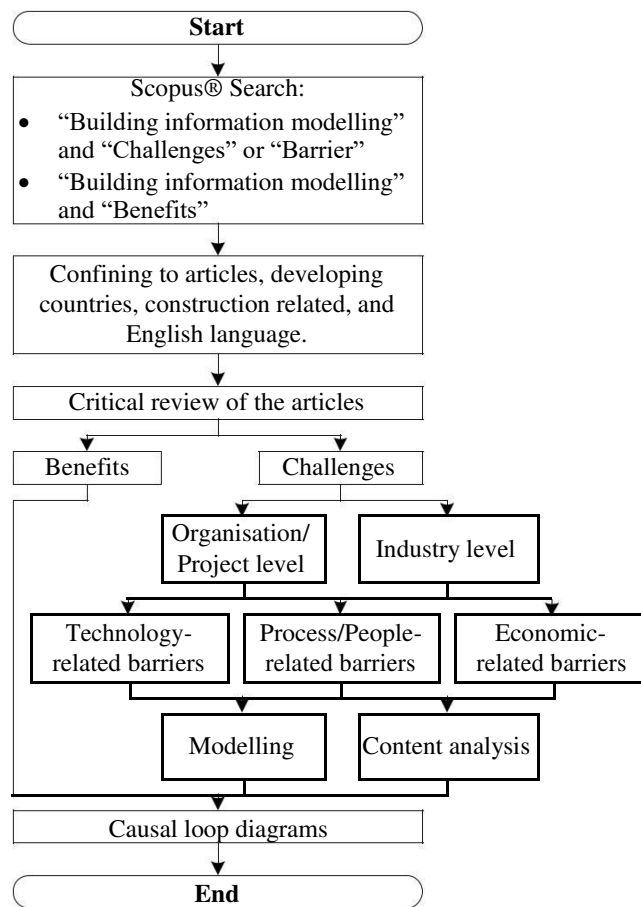 Start
Scopus® Search:
• “Building information modelling”
and “Challenges” or “Barrier”
• “Building information modelling”
and “Benefits”
Confining to articles, developing
countries, construction related, and
English language.
Critical review of the articles
Benefits
Challenges
Organisation/
Project level
Industry level
Technology-
related barriers
Process/People-
related barriers
Economic-
related barriers
Modelling
Content analysis
Causal loop diagrams
End